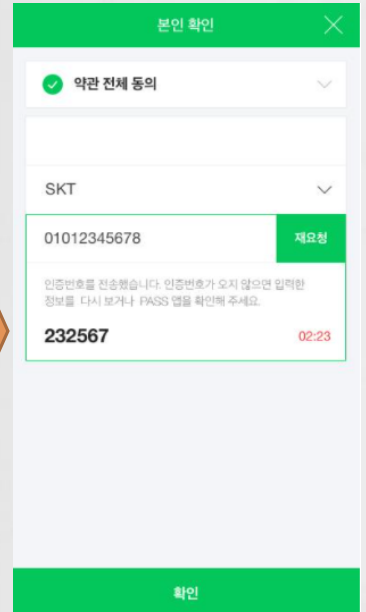 본인 확인
약관 전체 동의
SKT
01012345678 재요청
인증번호를 전송했습니다. 인증번호가 오지 않으면 입력한
정보를 다시 보거나 PASS 앱을 확인해 주세요.
232567 02:23
확인